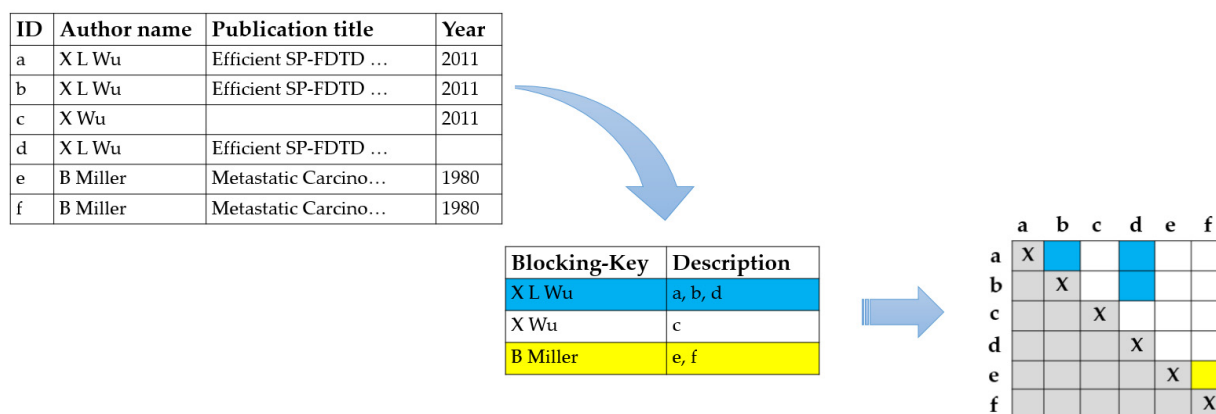 ID Author name Publication title Year
a X L Wu Efficient SP-FDTD … 2011
b X L Wu Efficient SP-FDTD … 2011
c X Wu 2011
d X L Wu Efficient SP-FDTD …
e B Miller Metastatic Carcino… 1980
f B Miller Metastatic Carcino… 1980
Blocking-Key Description
X L Wu a, b, d
X Wu c
B Miller e, f
a b c d e f
a X
b X
c X
d X
e X
f X